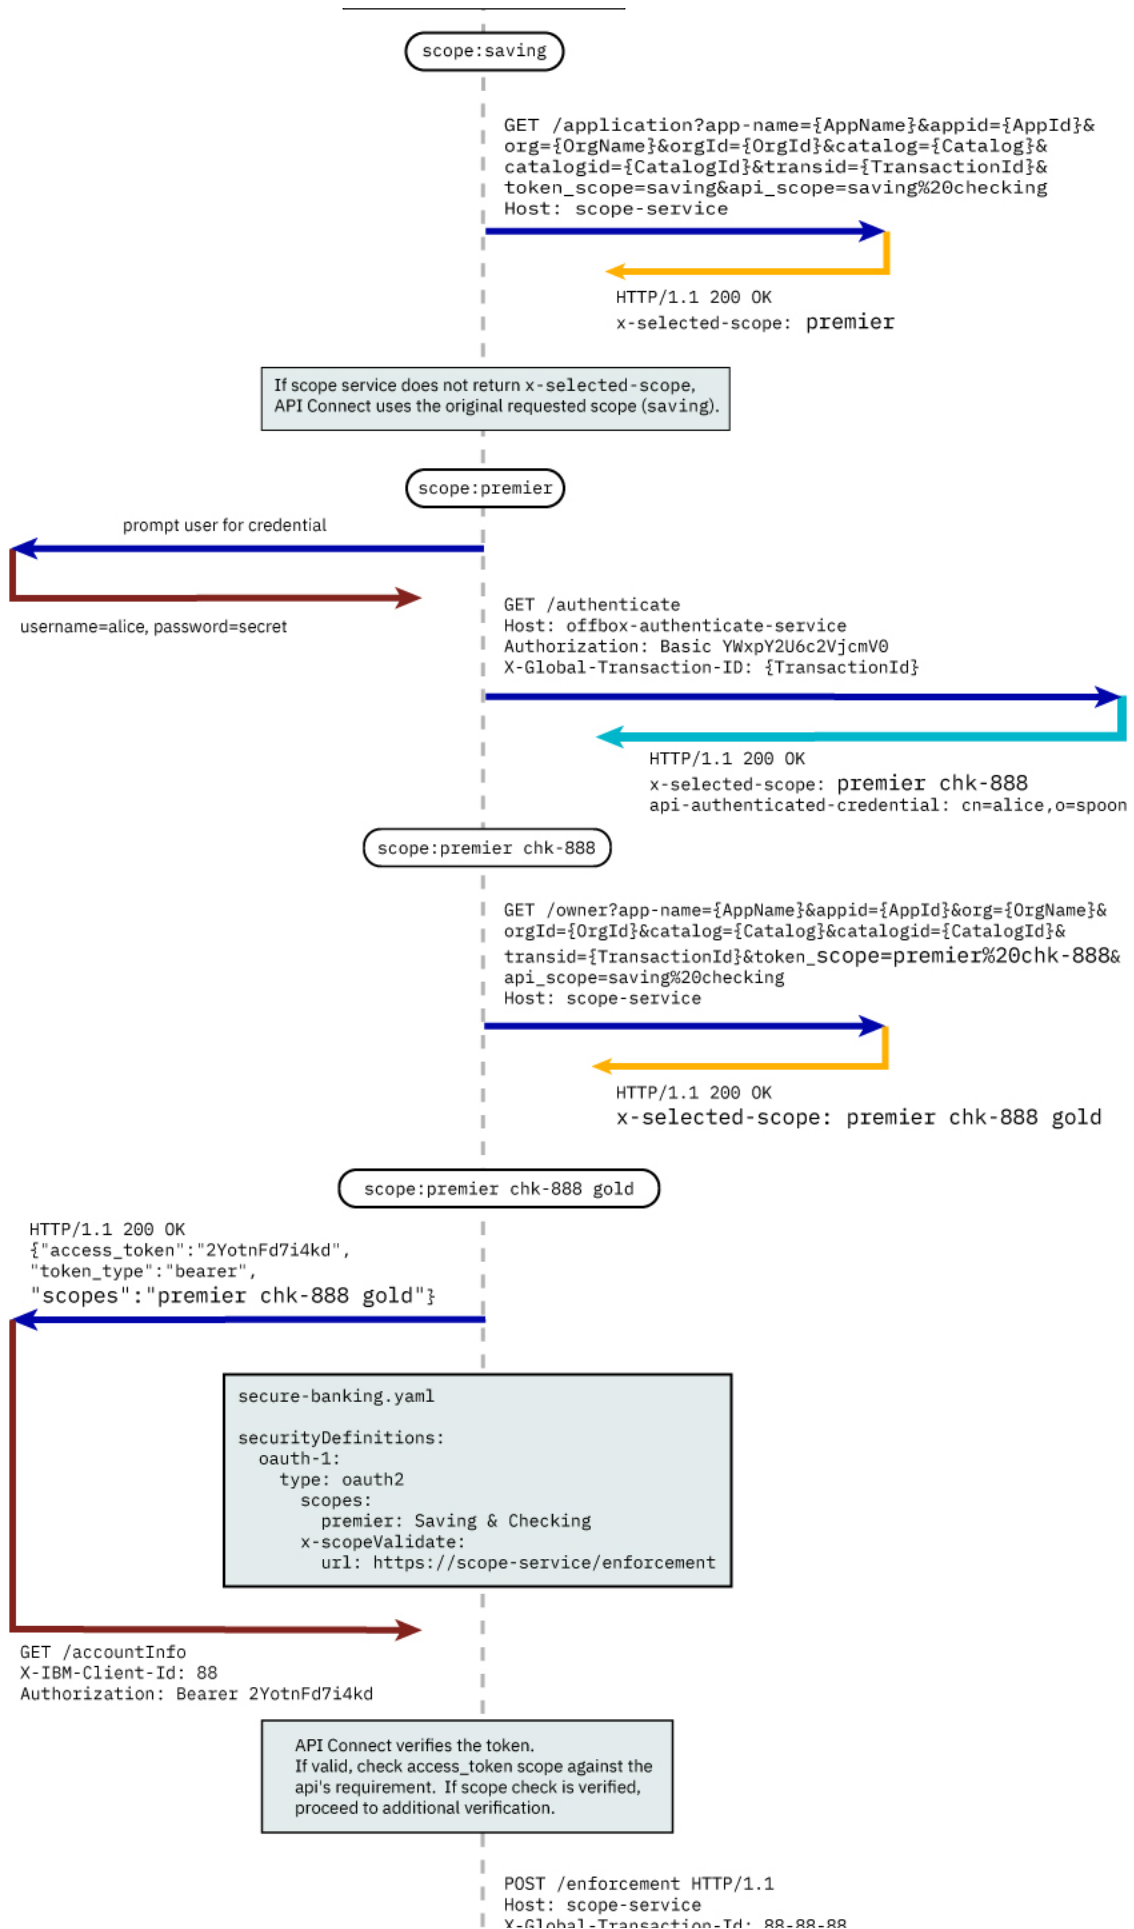 scope:saving
GET /application?app-name={AppName}&appid={AppId}&
org={OrgName}&orgId={OrgId}&catalog={Catalog}&
catalogid={CatalogId}&transid={TransactionId}&
token_scope=saving&api_scope=saving%20checking
Host: scope-service
HTTP/1.1 200 OK
x-selected-scope: premier
If scope service does not return x-selected-scope,
API Connect uses the original requested scope (saving).
scope:premier
prompt user for credential
username=alice, password=secret
GET /authenticate
Host: offbox-authenticate-service
Authorization: Basic YWxpY2U6c2VjcmV0
X-Global-Transaction-ID: {TransactionId}
HTTP/1.1 200 OK
x-selected-scope: premier chk-888
api-authenticated-credential: cn=alice,o=spoon
scope:premier chk-888
GET /owner?app-name={AppName}&appid={AppId}&org={OrgName}&
orgId={OrgId}&catalog={Catalog}&catalogid={CatalogId}&
transid={TransactionId}&token_scope=premier%20chk-888&
api_scope=saving%20checking
Host: scope-service
HTTP/1.1 200 OK
x-selected-scope: premier chk-888 gold
scope:premier chk-888 gold
HTTP/1.1 200 OK
{"access_token":"2YotnFd7i4kd",
"token_type":"bearer",
"scopes":"premier chk-888 gold"}
secure-banking.yaml
securityDefinitions:
oauth-1:
type: oauth2
scopes:
premier: Saving & Checking
x-scopeValidate:
url: https://scope-service/enforcement
GET /accountInfo
X-IBM-Client-Id: 88
Authorization: Bearer 2YotnFd7i4kd
API Connect verifies the token.
If valid, check access_token scope against the
api's requirement. If scope check is verified,
proceed to additional verification.
POST /enforcement HTTP/1.1
Host: scope-service
X-Global-Transaction-Id: 88-88-88